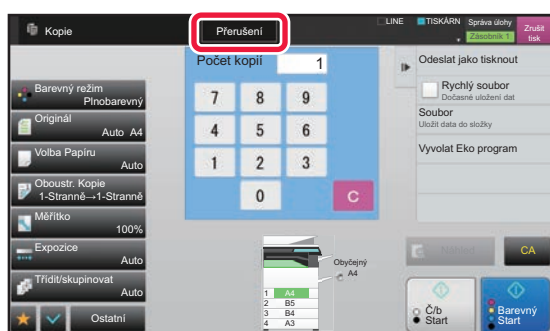 Kopie
Přerušení
LINE
TISKÁRN
Správa úlohy
Zásobník 1
Zrušit
tisk
Počet kopií
1
Barevný režim
Plnobarevný
Originál
Auto A4
Volba Papíru
Auto
Oboustr. Kopie
1-Stranně→1-Stranně
Měřítko
100%
Expozice
Auto
Třídit/skupinovat
Auto
Ostatní
7 8 9
4 5 6
1 2 3
0 C
Obyčejný
A4
1 A4
2 B5
3 B4
4 A3
Odeslat jako tisknout
Rychlý soubor
Dočasné uložení dat
Soubor
Uložit data do složky
Vyvolat Eko program
CA
Č/b
Start
Barevný
Start